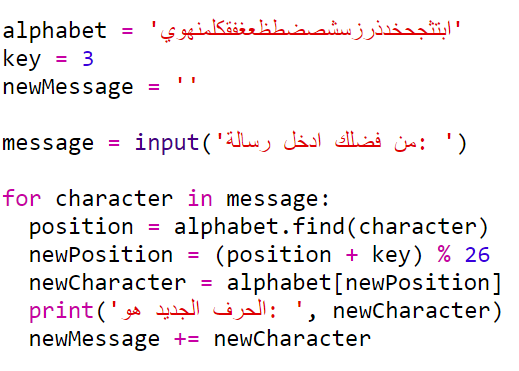 alphabet = 'ابتثجحخدذرزسشصضطظعغفقكلمنهوي'
key = 3
newMessage = ''
message = input('من فضلك ادخل رسالة: ')
for character in message:
position = alphabet.find(character)
newPosition = (position + key) % 26
newCharacter = alphabet[newPosition]
print('الحرف الجديد هو: ', newCharacter)
newMessage += newCharacter